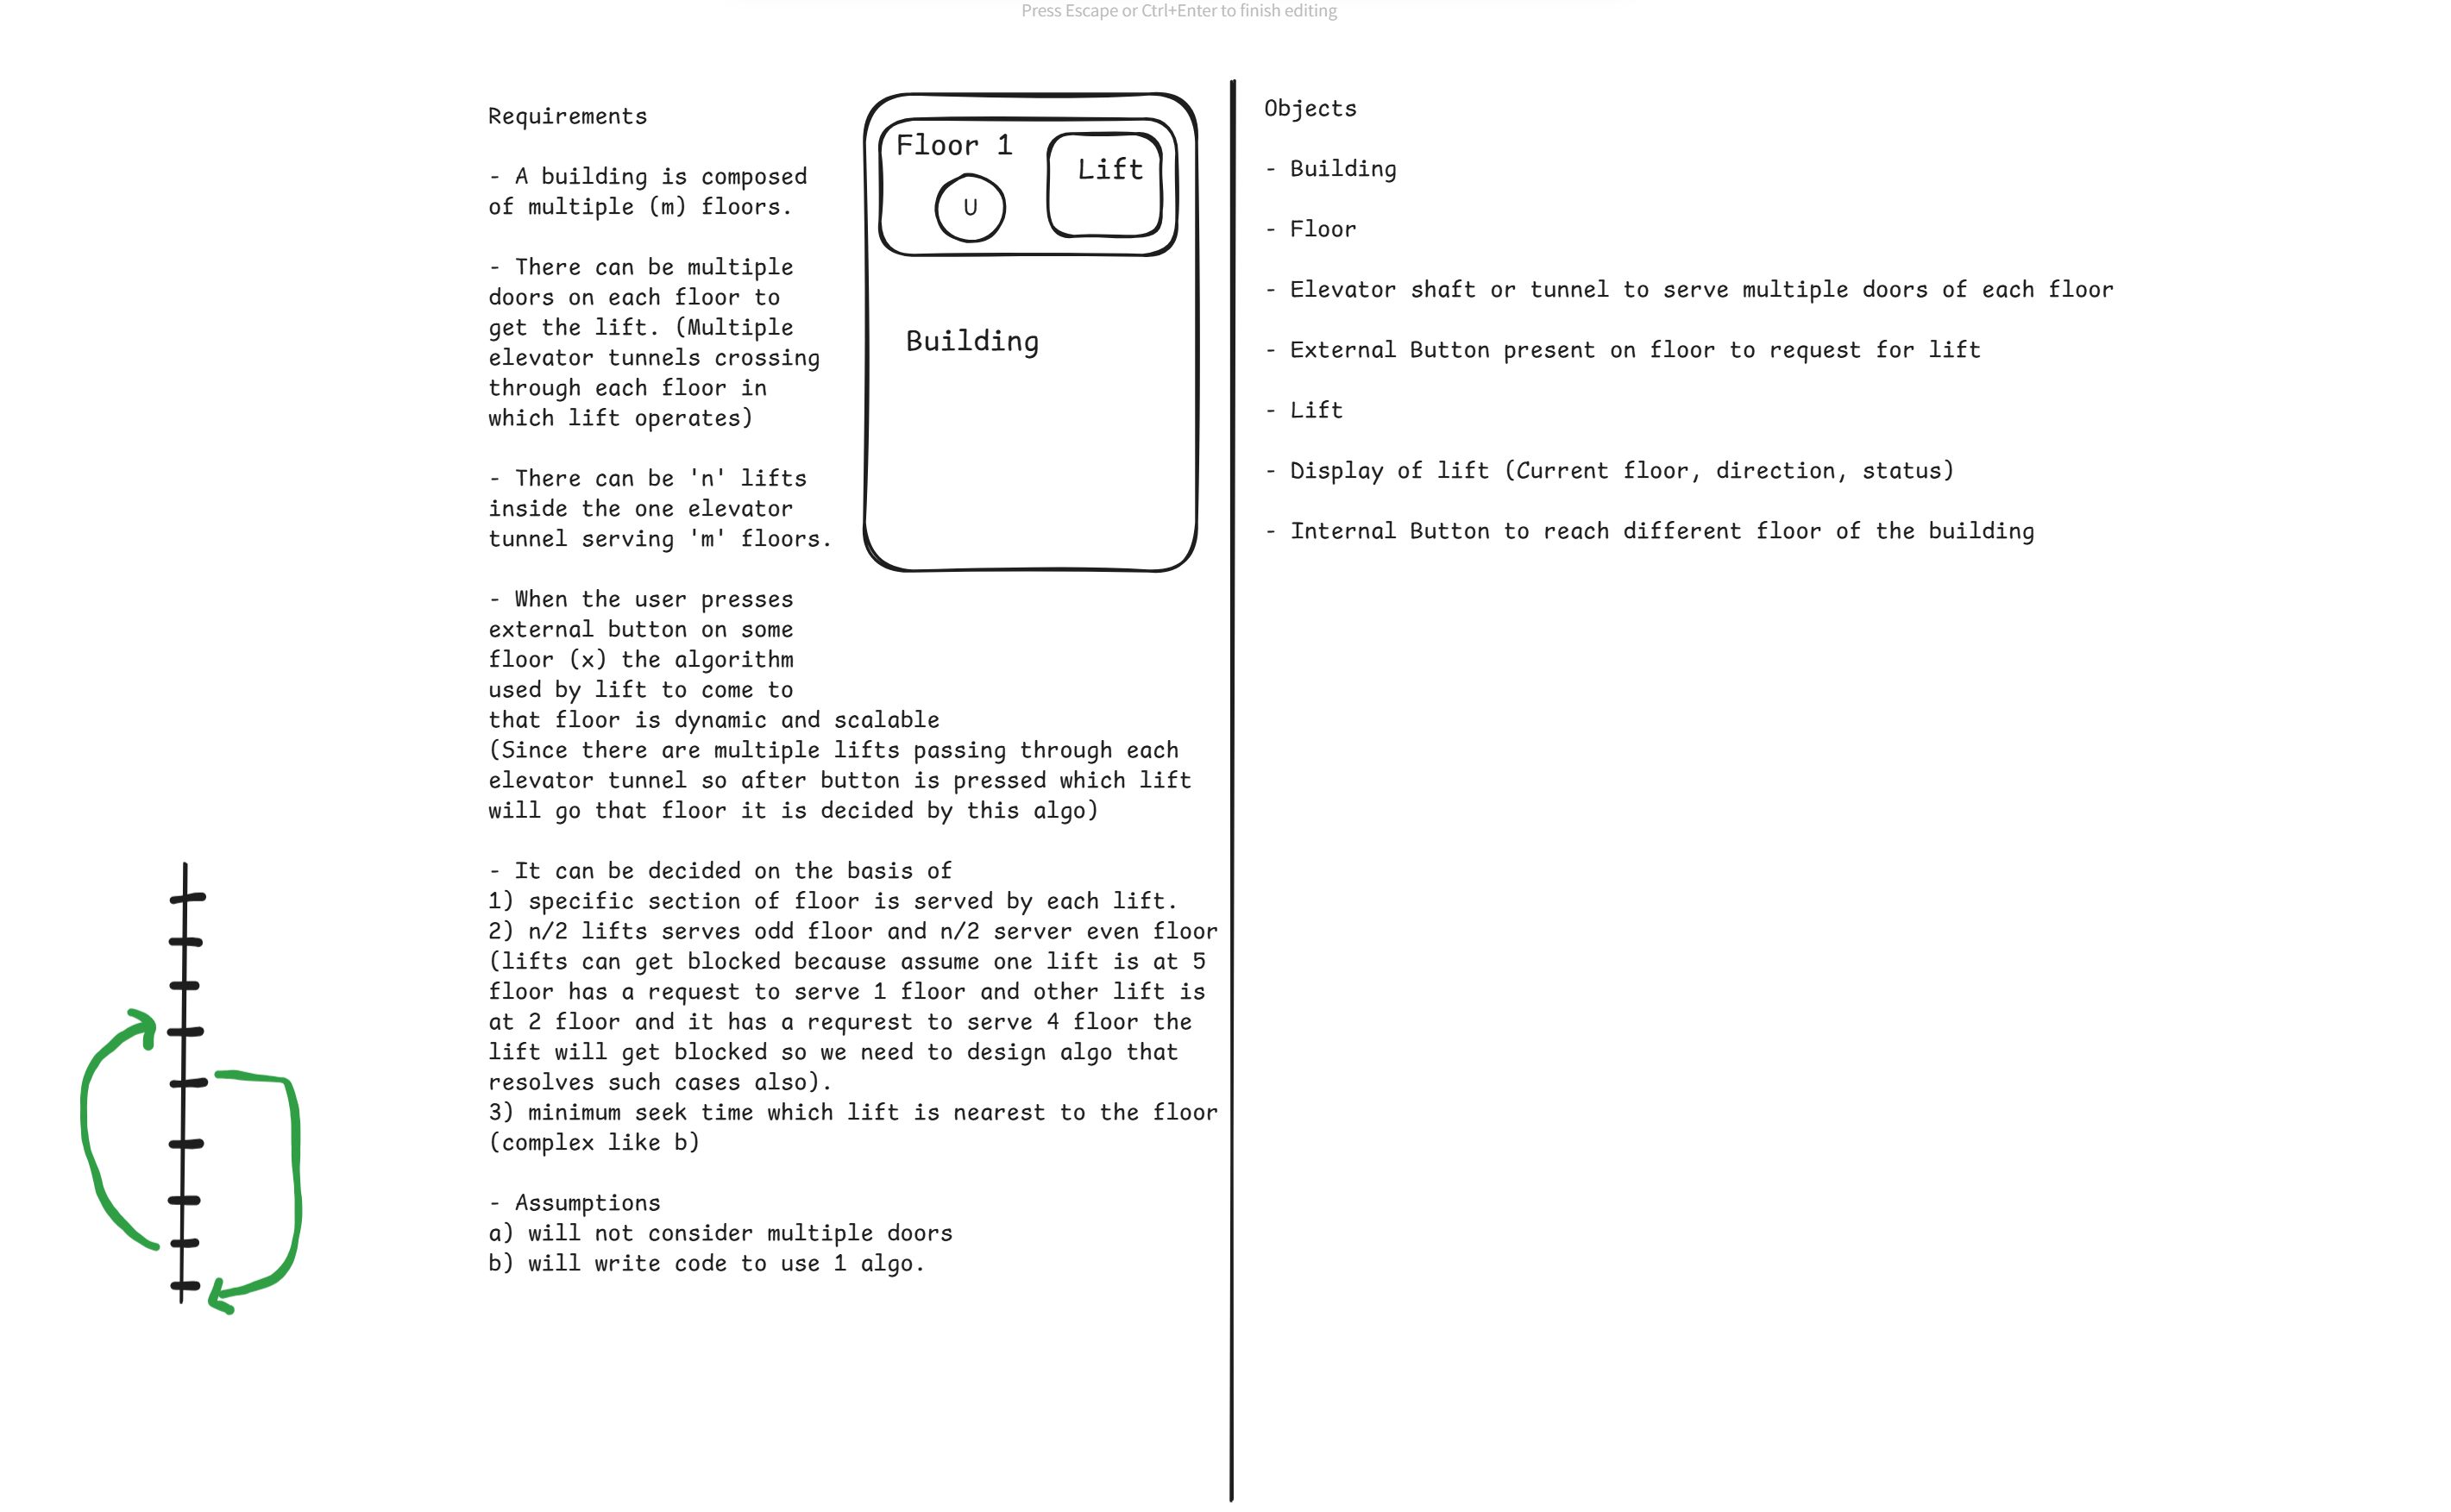 Press Escape or Ctrl+Enter to finish editing
Requirements
- A building is composed
of multiple (m) floors.
- There can be multiple
doors on each floor to
get the lift. (Multiple
elevator tunnels crossing
through each floor in
which lift operates)
- There can be 'n' lifts
inside the one elevator
tunnel serving 'm' floors.
- When the user presses
external button on some
floor (x) the algorithm
used by lift to come to
that floor is dynamic and scalable
(Since there are multiple lifts passing through each
elevator tunnel so after button is pressed which lift
will go that floor it is decided by this algo)
- It can be decided on the basis of
1) specific section of floor is served by each lift.
2) n/2 lifts serves odd floor and n/2 server even floor
(lifts can get blocked because assume one lift is at 5
floor has a request to serve 1 floor and other lift is
at 2 floor and it has a requrest to serve 4 floor the
lift will get blocked so we need to design algo that
resolves such cases also).
3) minimum seek time which lift is nearest to the floor
(complex like b)
- Assumptions
a) will not consider multiple doors
b) will write code to use 1 algo.
Floor 1
Lift
U
Building
Objects
- Building
- Floor
- Elevator shaft or tunnel to serve multiple doors of each floor
- External Button present on floor to request for lift
- Lift
- Display of lift (Current floor, direction, status)
- Internal Button to reach different floor of the building